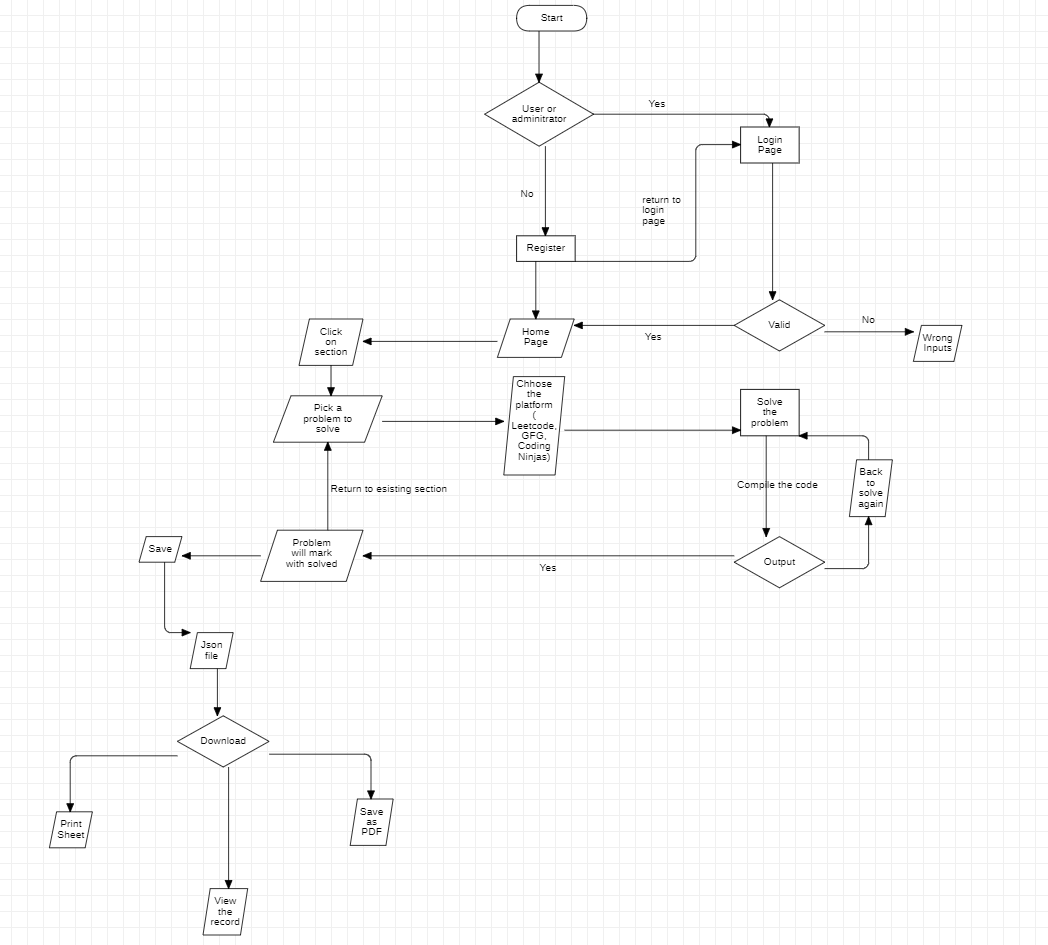 Start
User or
adminitrator
Yes
Login
Page
No
return to
login
page
Register
Click
on
section
Home
Page
Yes
Valid
No
Wrong
Inputs
Pick a
problem to
solve
Chhose
the
platform
(
Leetcode,
GFG,
Coding
Ninjas)
Solve
the
problem
Return to esisting section
Compile the code
Back
to
solve
again
Save
Problem
will mark
with solved
Yes
Output
Json
file
Download
Print
Sheet
Save
as
PDF
View
the
record